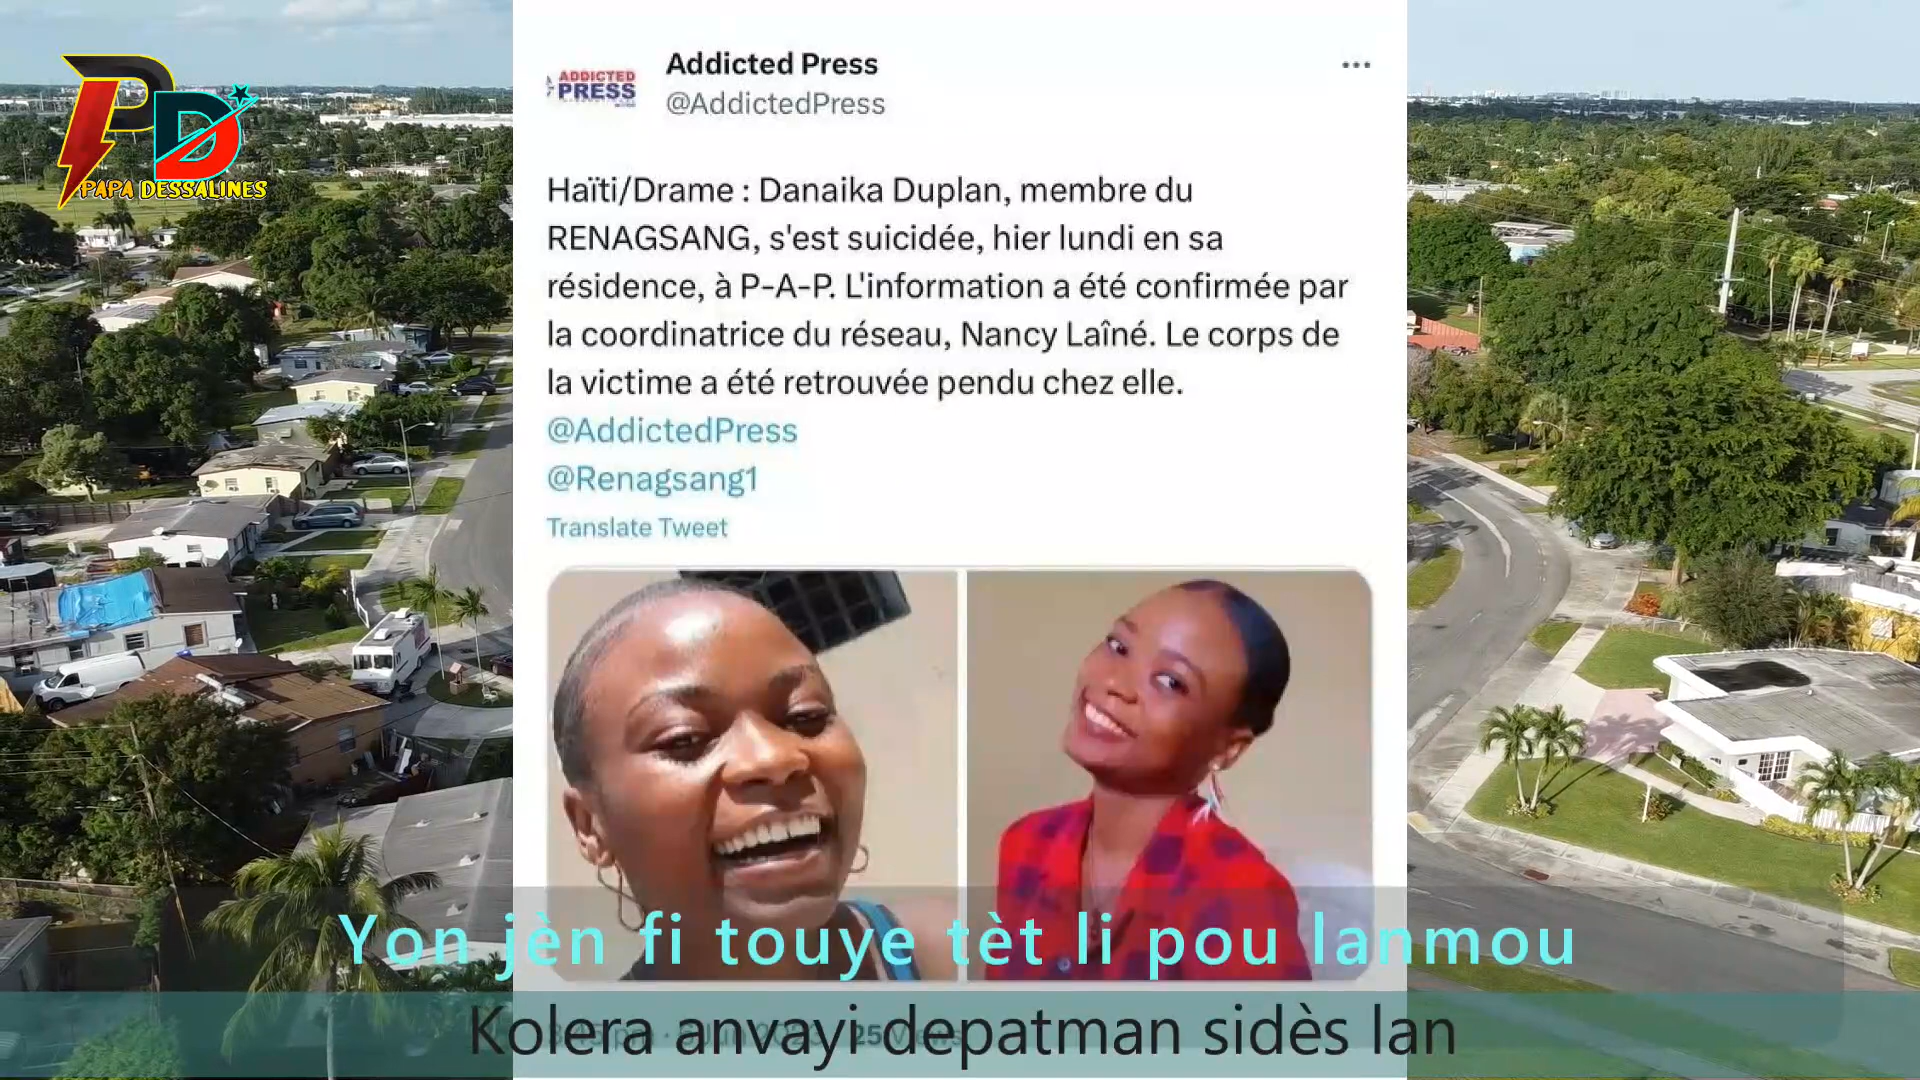 PD
PAPA DESSALINES
ADDICTED
PRESS
Addicted Press
@AddictedPress
Haïti/Drame : Danaika Duplan, membre du
RENAGSANG, s'est suicidée, hier lundi en sa
résidence, à P-A-P. L'information a été confirmée par
la coordinatrice du réseau, Nancy Laîné. Le corps de
la victime a été retrouvée pendu chez elle.
@AddictedPress
@Renagsang1
Translate Tweet
Yon jèn fi touye tèt li pou lanmou
Kolera anvayi depatman sidès lan